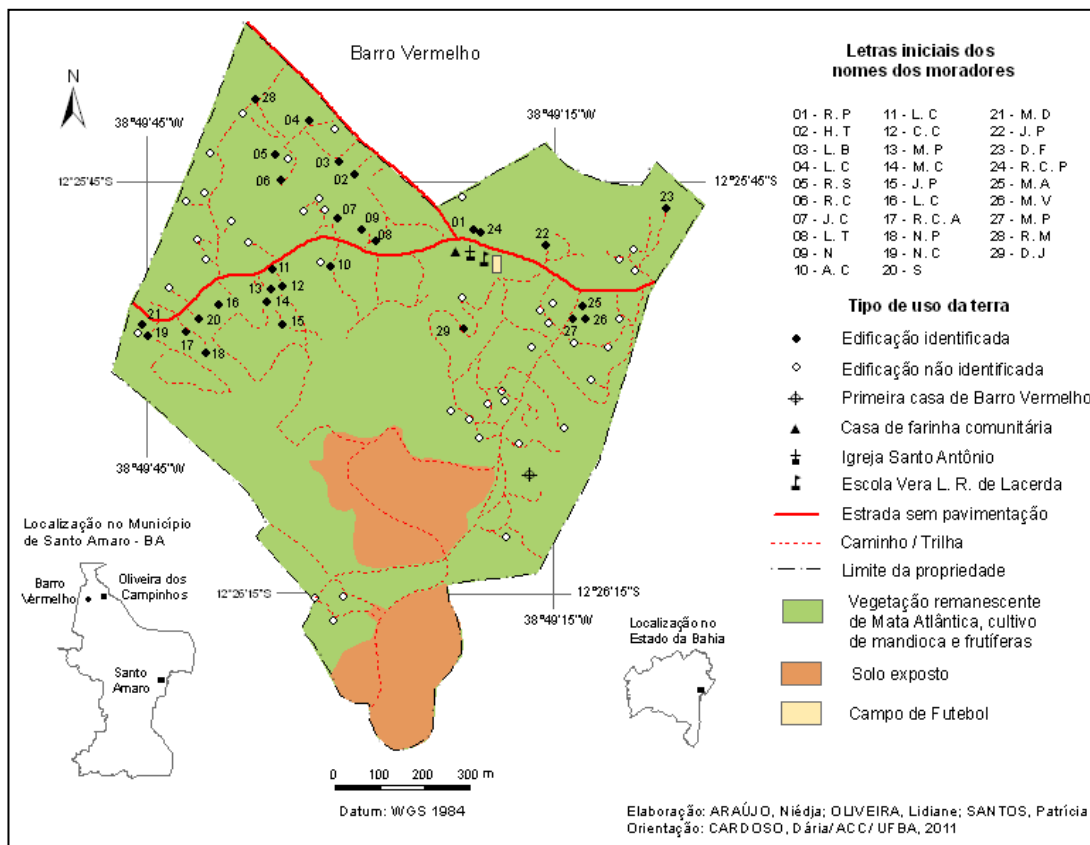 Barro Vermelho
N
38°49'45"W
38°49'15"W
12°25'45"S
12°25'45"S
28
04
05
03
06
02
07
09
08
01
24
23
22
11
10
13
12
14
16
15
20
21
19
17
18
25
27
26
29
38°49'45"W
12°26'15"S
12°26'15"S
38°49'15"W
Localização no Município
de Santo Amaro - BA
Barro
Vermelho
Oliveira dos
Campinhos
Santo
Amaro
Localização no
Estado da Bahia
0 100 200 300 m
Datum: WGS 1984
Letras iniciais dos
nomes dos moradores
01 - R.P 11 - L.C 21 - M.D
02 - H.T 12 - C.C 22 - J.P
03 - L.B 13 - M.P 23 - D.F
04 - L.C 14 - M.C 24 - R.C.P
05 - R.S 15 - J.P 25 - M.A
06 - R.C 16 - L.C 26 - M.V
07 - J.C 17 - R.C.A 27 - M.P
08 - L.T 18 - N.P 28 - R.M
09 - N 19 - N.C 29 - D.J
10 - A.C 20 - S
Tipo de uso da terra
Edificação identificada
Edificação não identificada
Primeira casa de Barro Vermelho
Casa de farinha comunitária
Igreja Santo Antônio
Escola Vera L. R. de Lacerda
Estrada sem pavimentação
Caminho / Trilha
Limite da propriedade
Vegetação remanescente
de Mata Atlântica, cultivo
de mandioca e frutíferas
Solo exposto
Campo de Futebol
Elaboração: ARAÚJO, Niédja; OLIVEIRA, Lidiane; SANTOS, Patrícia
Orientação: CARDOSO, Dária/ACC/ UFBA, 2011